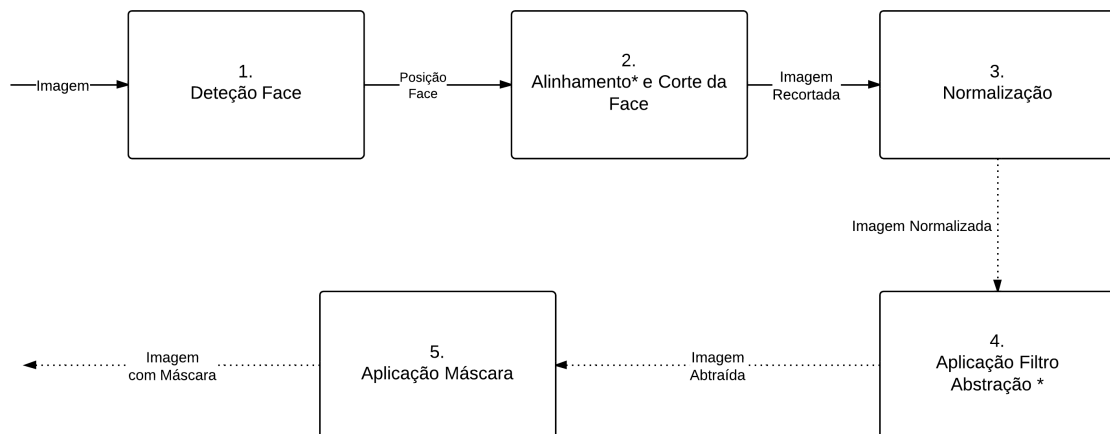 Imagem
1.
Deteção Face
Posição
Face
2.
Alinhamento* e Corte da
Face
Imagem
Recortada
3.
Normalização
Imagem Normalizada
4.
Aplicação Filtro
Abstração *
Imagem
Abtraída
5.
Aplicação Máscara
Imagem
com Máscara